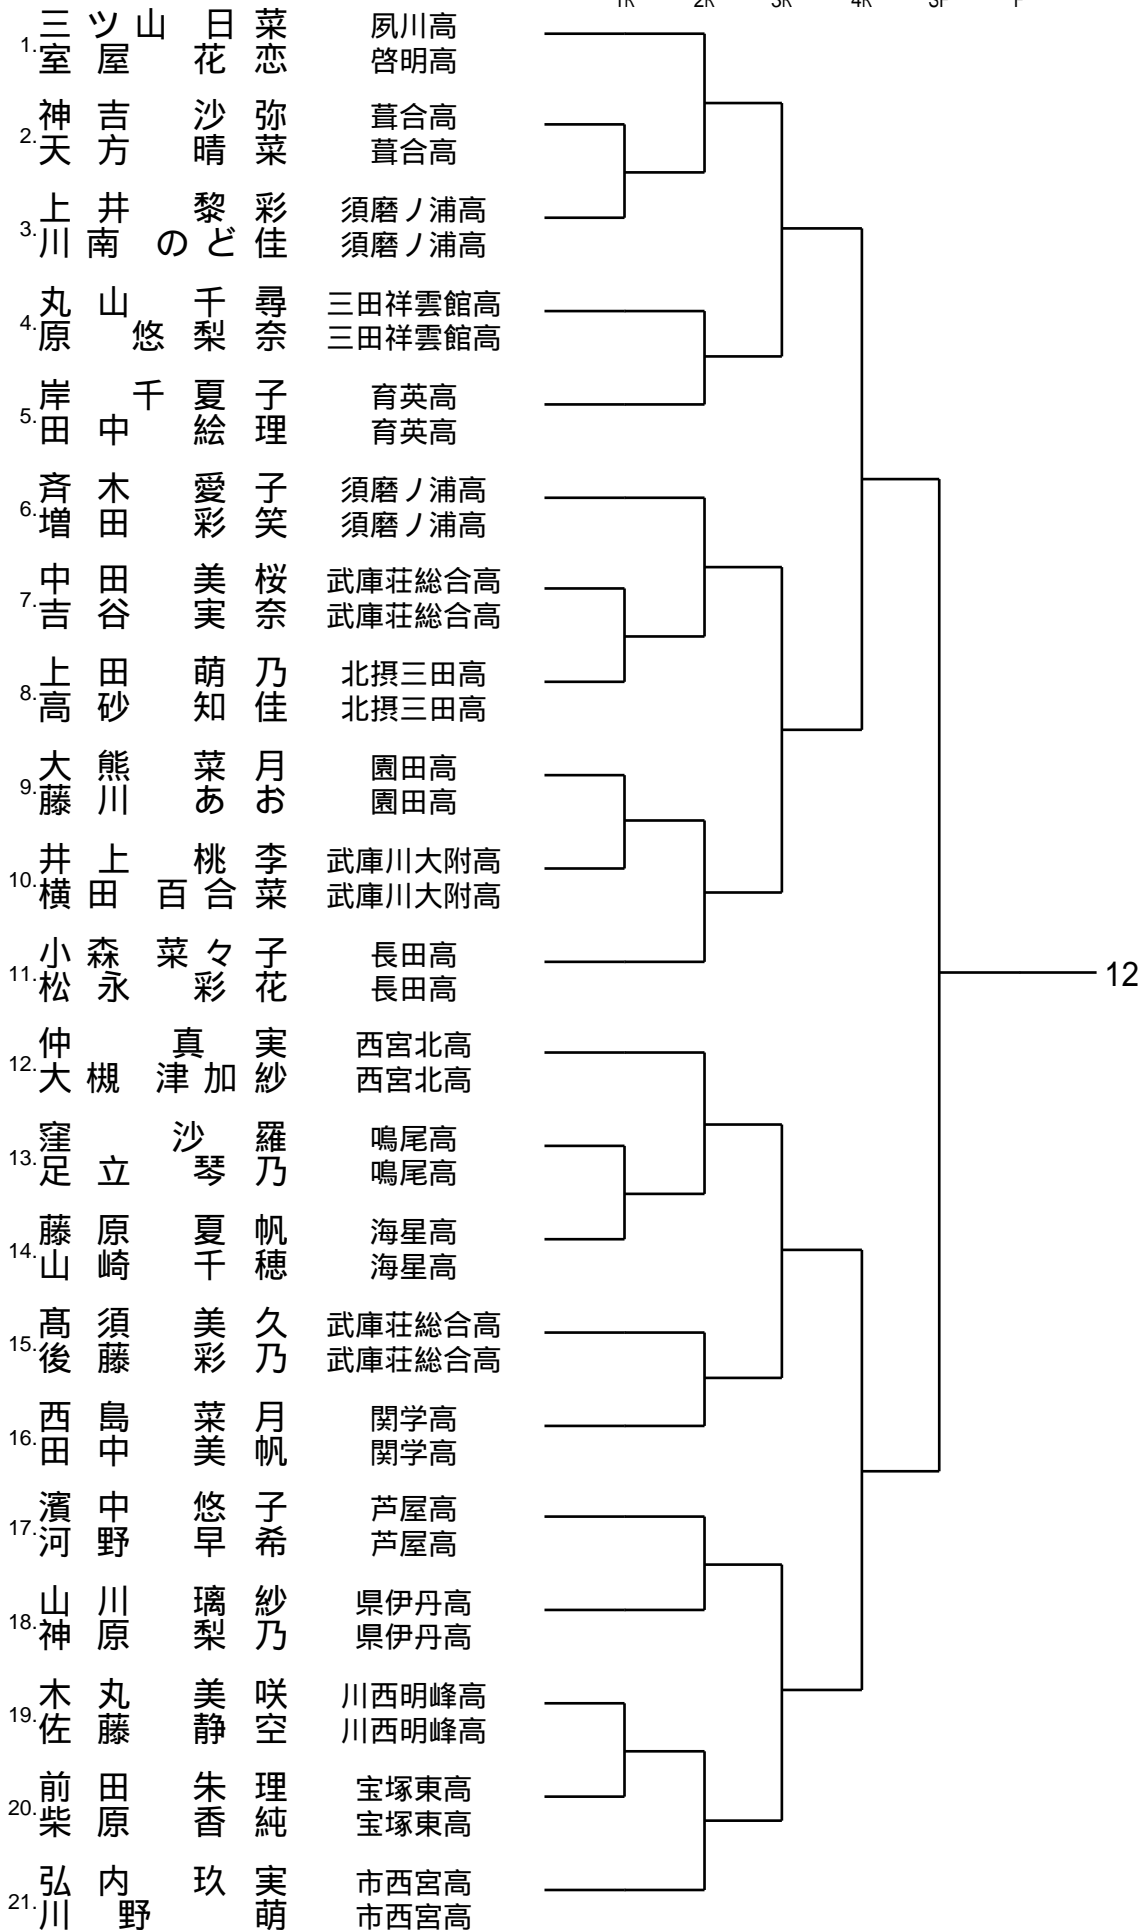 1R 2R 3R 4R SF F
1. 三ツ山 日菜 夙川高
室屋 花恋 啓明高
2. 神吉 沙弥 葺合高
天方 晴菜 葺合高
3. 上井 黎彩 須磨ノ浦高
川南 のど佳 須磨ノ浦高
4. 丸山 千尋 三田祥雲館高
原 悠梨奈 三田祥雲館高
5. 岸 千夏子 育英高
田中 絵理 育英高
6. 斉木 愛子 須磨ノ浦高
増田 彩笑 須磨ノ浦高
7. 中田 美桜 武庫荘総合高
吉谷 実奈 武庫荘総合高
8. 上田 萌乃 北摂三田高
高砂 知佳 北摂三田高
9. 大熊 菜月 園田高
藤川 あお 園田高
10. 井上 桃李 武庫川大附高
横田 百合菜 武庫川大附高
11. 小森 菜々子 長田高
松永 彩花 長田高
12
12. 仲 真実 西宮北高
大槻 津加紗 西宮北高
13. 窪 沙羅 鳴尾高
足立 琴乃 鳴尾高
14. 藤原 夏帆 海星高
山崎 千穂 海星高
15. 髙須 美久 武庫荘総合高
後藤 彩乃 武庫荘総合高
16. 西島 菜月 関学高
田中 美帆 関学高
17. 濱中 悠子 芦屋高
河野 早希 芦屋高
18. 山川 璃紗 県伊丹高
神原 梨乃 県伊丹高
19. 木丸 美咲 川西明峰高
佐藤 静空 川西明峰高
20. 前田 朱理 宝塚東高
柴原 香純 宝塚東高
21. 弘内 玖実 市西宮高
川野 萌 市西宮高